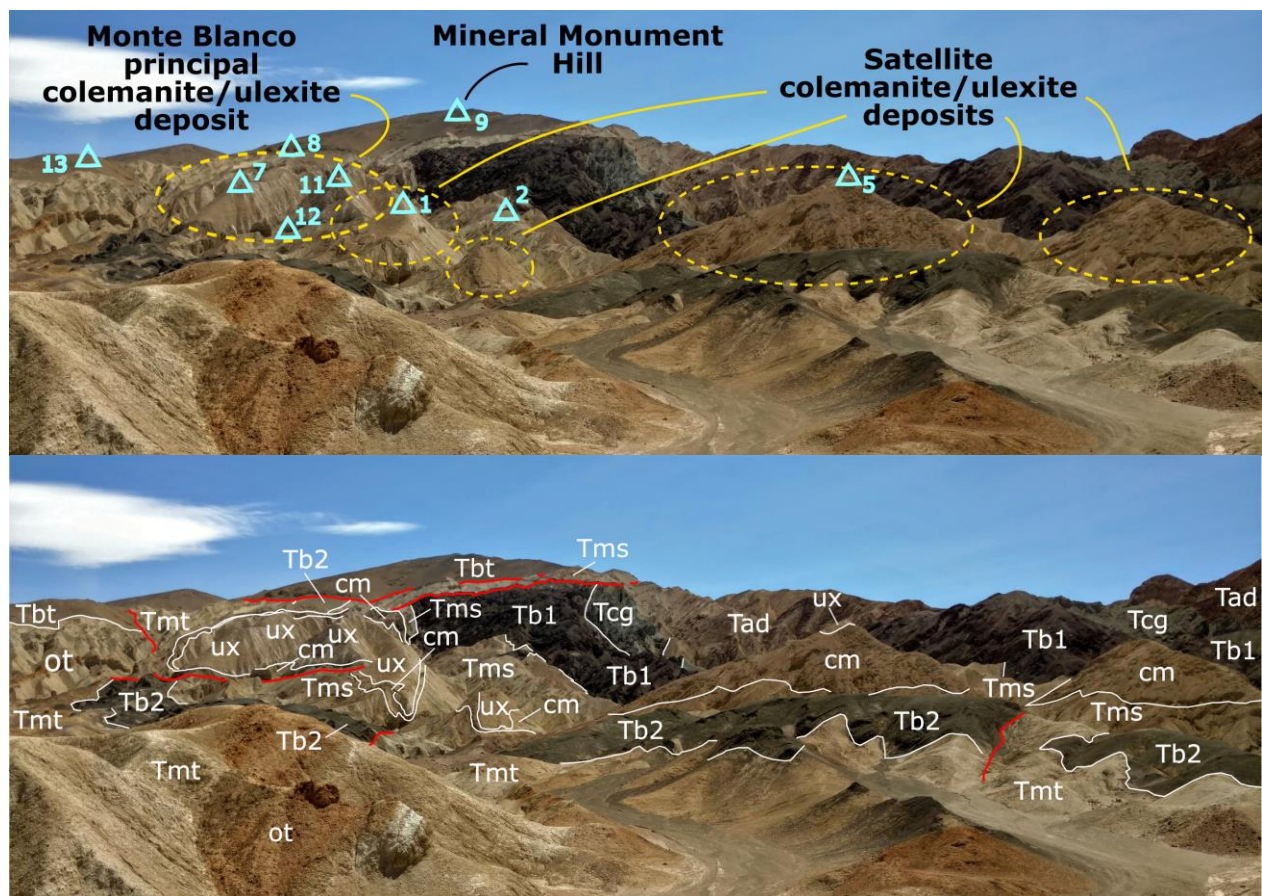 Monte Blanco
principal
colemanite/ulexite
deposit
Mineral Monument
Hill
Satellite
colemanite/ulexite
deposits
13
8
9
7
11
12
1
2
5
Tb2
cm
Tbt
Tms
Tbt
Tmt
Tms
Tb1
Tcg
ux
Tad
Tad
Tcg
ot
ux
ux
cm
ux
cm
Tms
Tb1
cm
Tb1
cm
Tb1
Tmt
Tb2
Tms
ux
cm
Tms
Tms
Tb2
Tb2
Tb2
Tb2
Tmt
Tmt
Tmt
ot